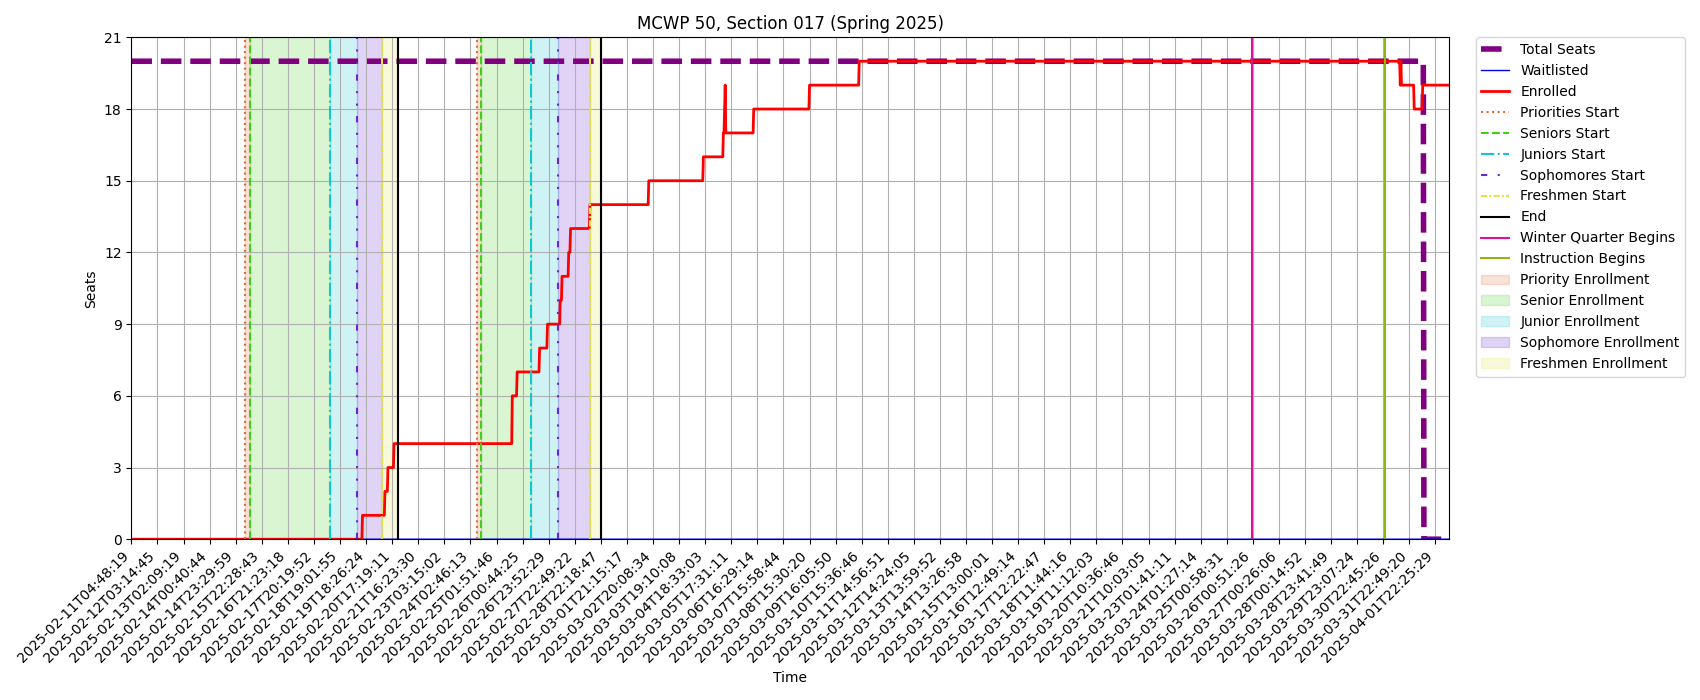 MCWP 50, Section 017 (Spring 2025)
21
18
15
12
9
6
3
0
Seats
2025-02-11T04:48:19
2025-02-12T03:14:45
2025-02-13T02:09:19
2025-02-14T00:40:44
2025-02-14T23:29:59
2025-02-15T22:28:43
2025-02-16T21:23:18
2025-02-17T20:19:52
2025-02-18T19:01:55
2025-02-19T18:26:24
2025-02-20T17:19:11
2025-02-21T16:23:30
2025-02-23T03:15:02
2025-02-24T02:46:13
2025-02-25T01:51:46
2025-02-26T00:44:25
2025-02-26T23:52:29
2025-02-27T22:49:22
2025-02-28T22:18:47
2025-03-01T21:15:17
2025-03-02T20:08:34
2025-03-03T19:10:08
2025-03-04T18:33:03
2025-03-05T17:31:11
2025-03-06T16:29:14
2025-03-07T15:58:44
2025-03-08T15:30:20
2025-03-09T16:05:50
2025-03-10T15:36:46
2025-03-11T14:56:51
2025-03-12T14:24:05
2025-03-13T13:59:52
2025-03-14T13:26:58
2025-03-15T13:00:01
2025-03-16T12:49:14
2025-03-17T12:22:47
2025-03-18T11:44:16
2025-03-19T11:12:03
2025-03-20T10:36:46
2025-03-21T10:03:05
2025-03-24T01:41:11
2025-03-24T01:27:14
2025-03-25T00:58:31
2025-03-26T00:51:26
2025-03-27T00:26:06
2025-03-28T00:14:52
2025-03-28T23:41:49
2025-03-29T23:07:24
2025-03-30T22:45:26
2025-03-31T22:49:20
2025-04-01T22:25:29
Time
Total Seats
Waitlisted
Enrolled
Priorities Start
Seniors Start
Juniors Start
Sophomores Start
Freshmen Start
End
Winter Quarter Begins
Instruction Begins
Priority Enrollment
Senior Enrollment
Junior Enrollment
Sophomore Enrollment
Freshmen Enrollment